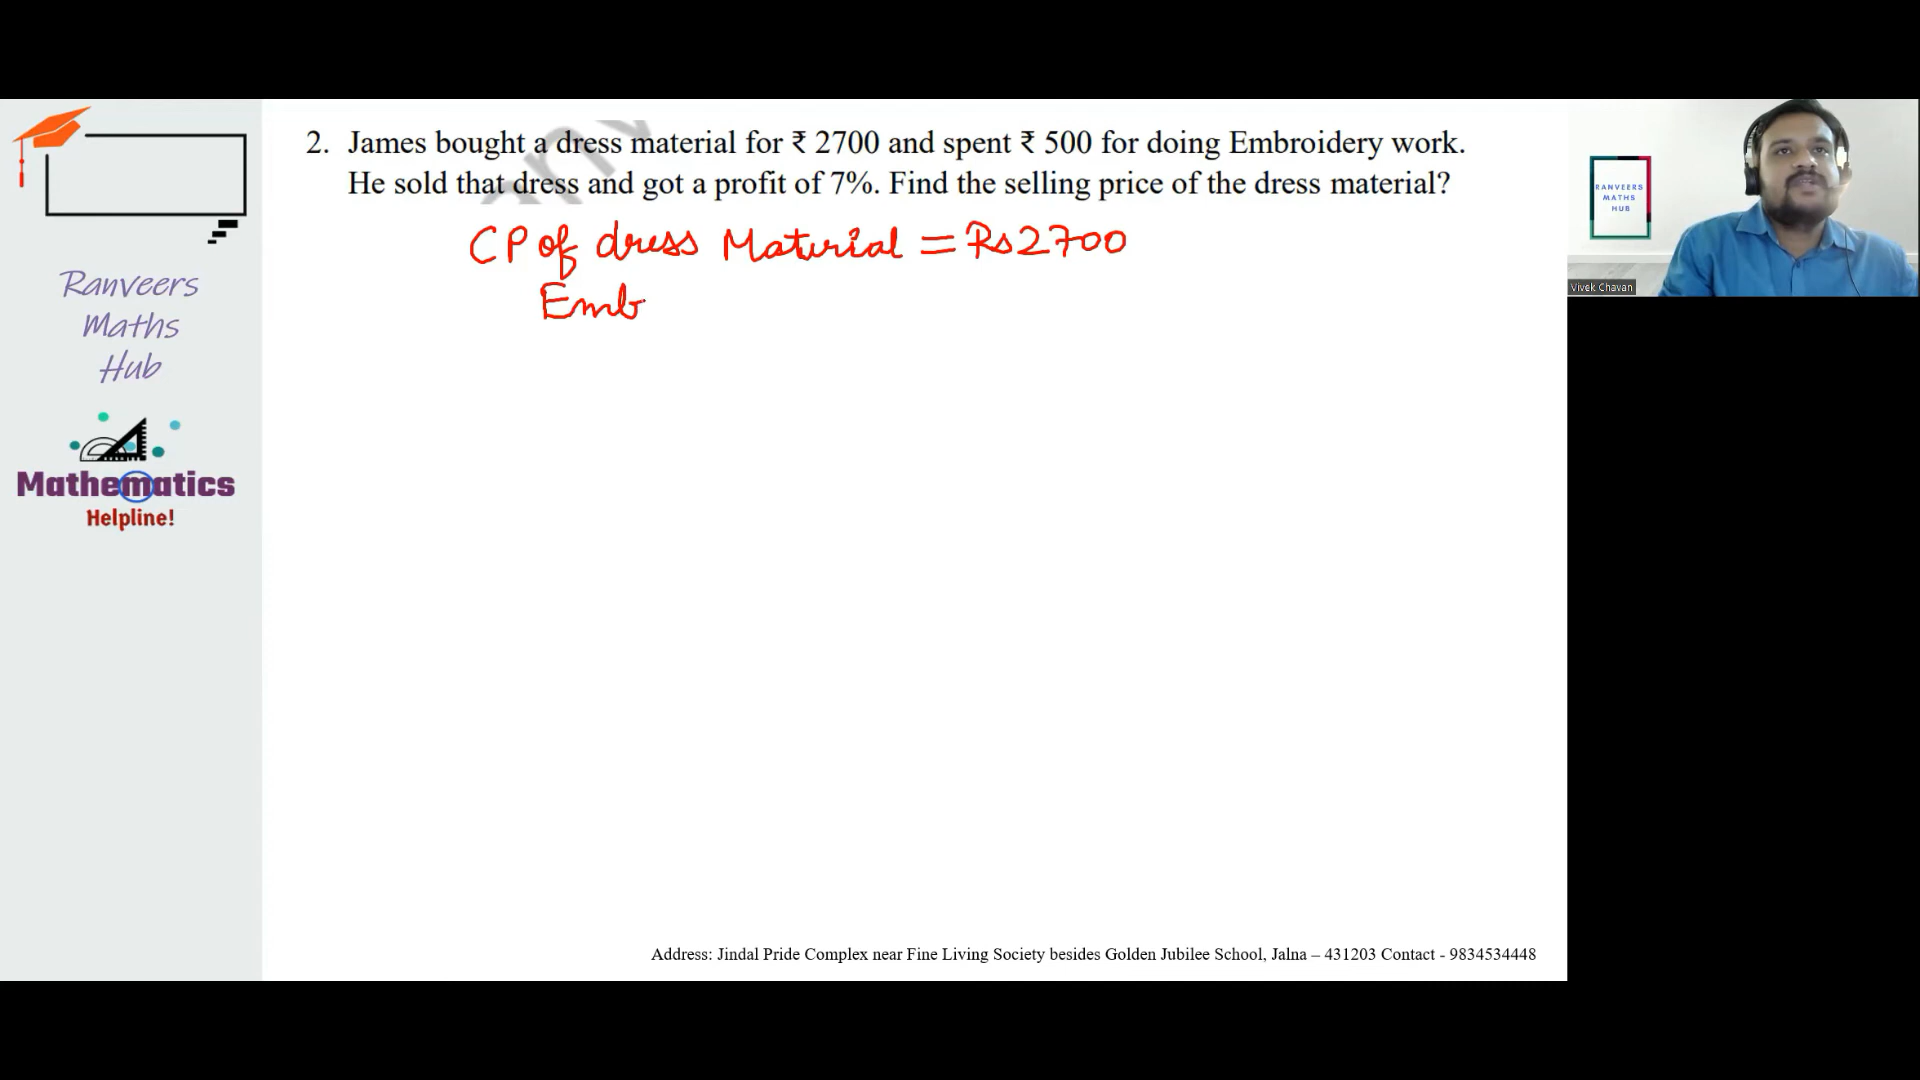 2. James bought a dress material for ₹ 2700 and spent ₹ 500 for doing Embroidery work.
He sold that dress and got a profit of 7%. Find the selling price of the dress material?
CP of dress Material = Rs 2700
Emb
Ranveers
Maths
Hub
Mathematics
Helpline!
RANVEERS
MATHS
HUB
Vivek Chavan
Address: Jindal Pride Complex near Fine Living Society besides Golden Jubilee School, Jalna – 431203 Contact - 9834534448